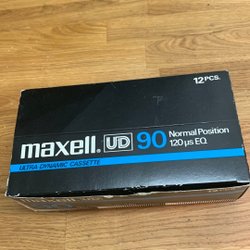 12PCS.
maxell. UD 90 Normal Position
120 μs EQ
ULTRA DYNAMIC CASSETTE